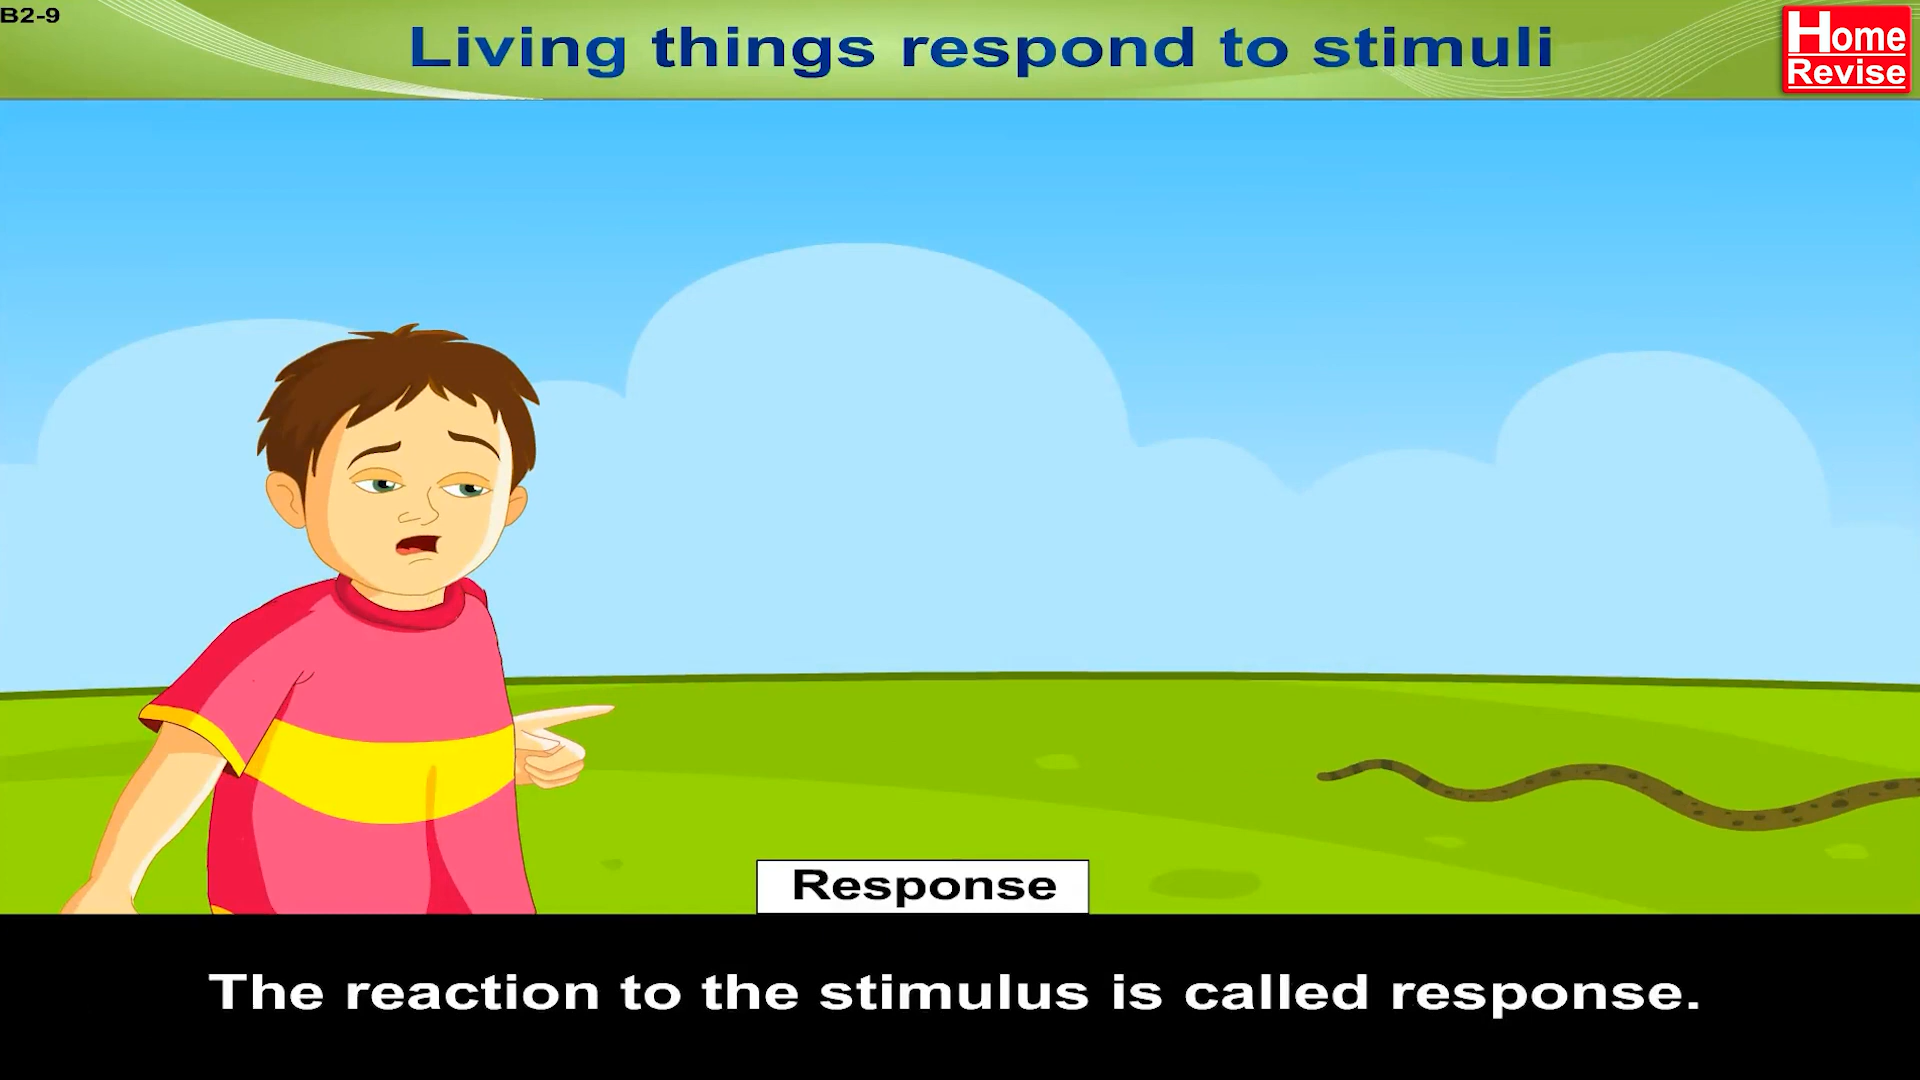 B2-9
Living things respond to stimuli
Home
Revise
Response
The reaction to the stimulus is called response.